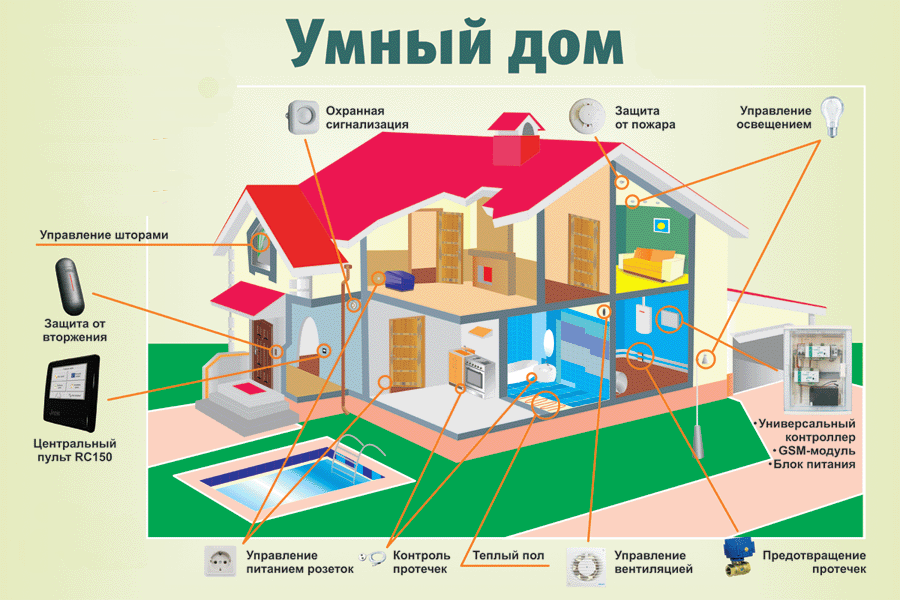 Умный дом
Охранная
сигнализация
Защита
от пожара
Управление
освещением
Управление шторами
Защита от
вторжения
Центральный
пульт RC150
•Универсальный
контроллер
•GSM-модуль
•Блок питания
Управление
питанием розеток
Контроль
протечек
Теплый пол
Управление
вентиляцией
Предотвращение
протечек